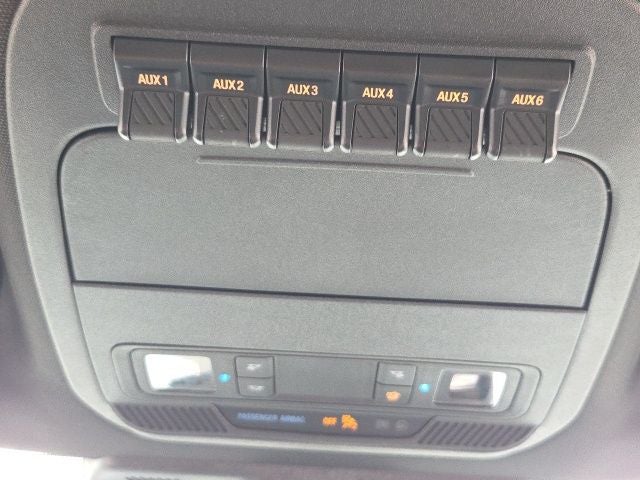 AUX1 AUX2 AUX3 AUX4 AUX5 AUX6
PASSENGER AIRBAG OFF